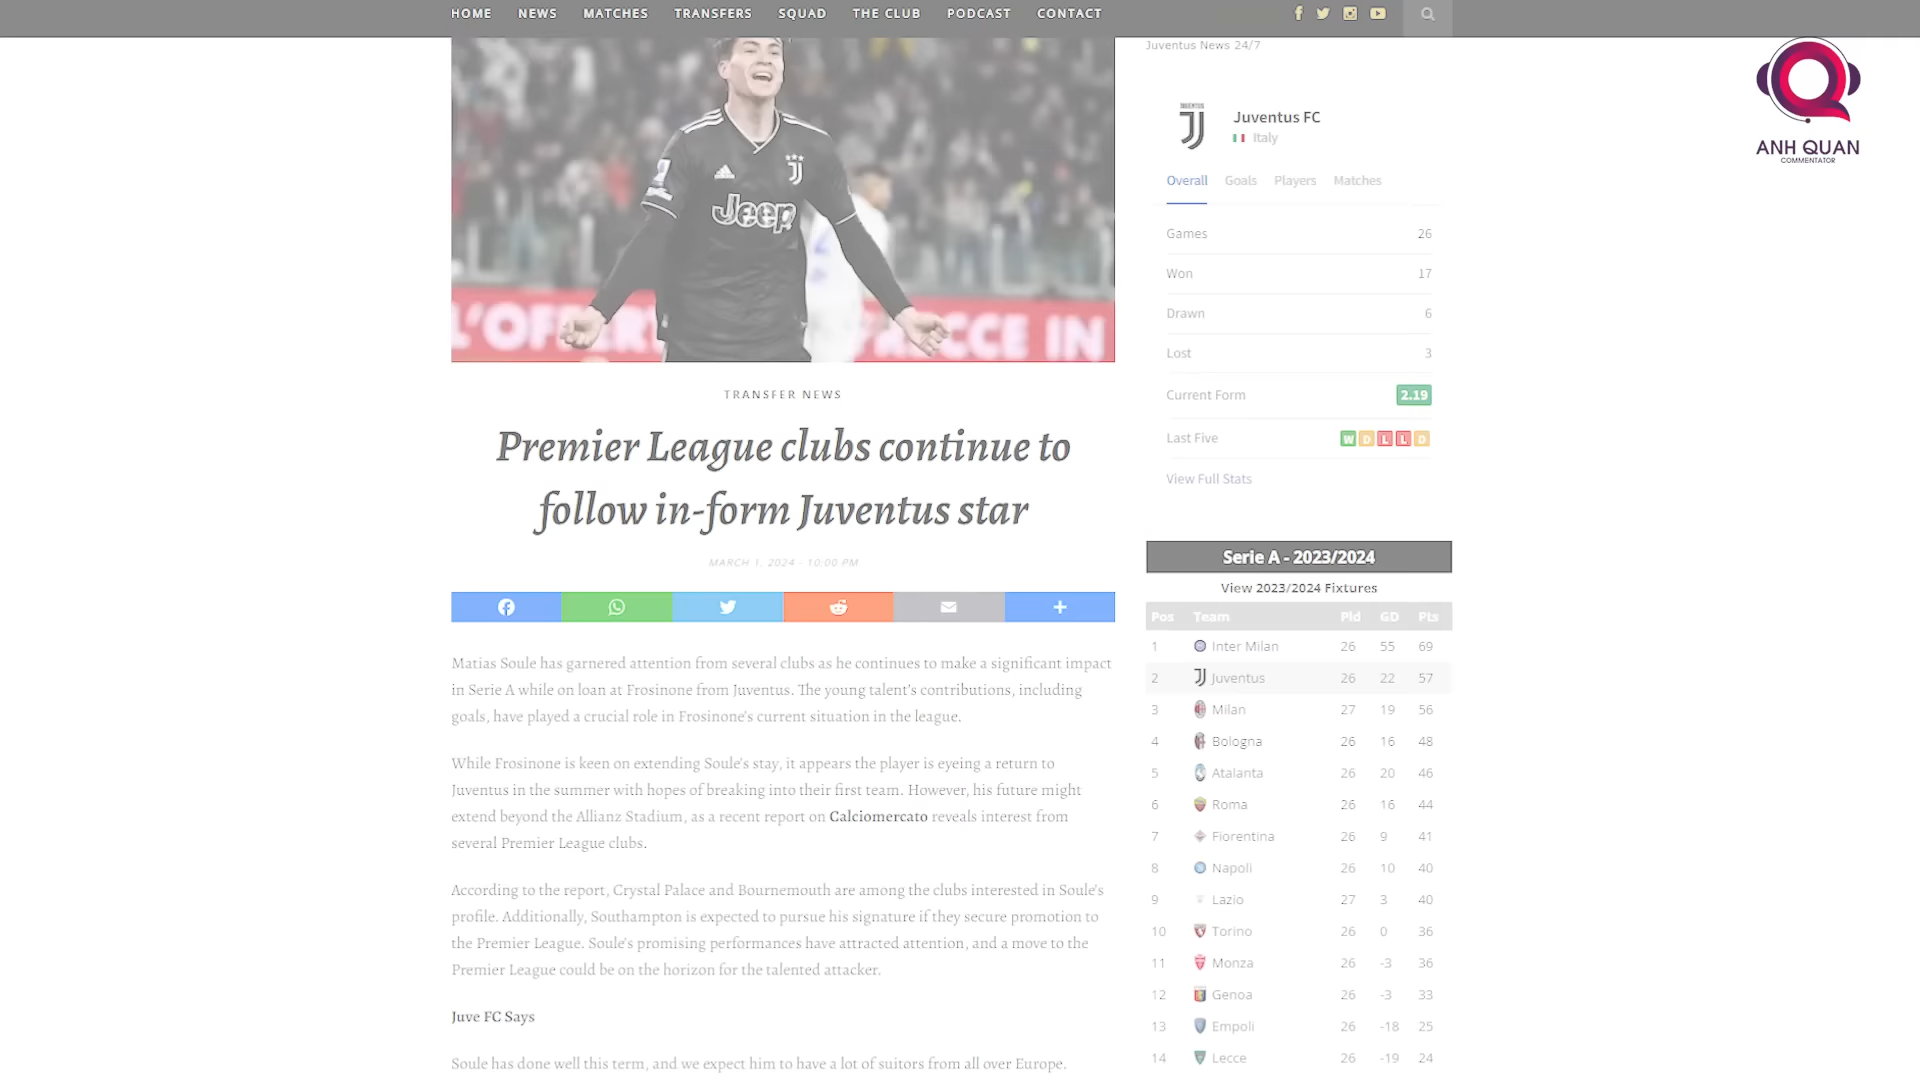 HOME NEWS MATCHES TRANSFERS SQUAD THE CLUB PODCAST CONTACT
Juventus News 24/7
ANH QUAN
COMMENTATOR
Jeep
L'OFFERT
FACCE IN
TRANSFER NEWS
Premier League clubs continue to
follow in-form Juventus star
MARCH 1, 2024 - 10:00 PM
Matias Soule has garnered attention from several clubs as he continues to make a significant impact
in Serie A while on loan at Frosinone from Juventus. The young talent's contributions, including
goals, have played a crucial role in Frosinone's current situation in the league.
While Frosinone is keen on extending Soule's stay, it appears the player is eyeing a return to
Juventus in the summer with hopes of breaking into their first team. However, his future might
extend beyond the Allianz Stadium, as a recent report on Calciomercato reveals interest from
several Premier League clubs.
According to the report, Crystal Palace and Bournemouth are among the clubs interested in Soule's
profile. Additionally, Southampton is expected to pursue his signature if they secure promotion to
the Premier League. Soule's promising performances have attracted attention, and a move to the
Premier League could be on the horizon for the talented attacker.
Juve FC Says
Soule has done well this term, and we expect him to have a lot of suitors from all over Europe.
Juventus FC
Italy
Overall Goals Players Matches
Games 26
Won 17
Drawn 6
Lost 3
Current Form 2.19
Last Five W D L L D
View Full Stats
Serie A - 2023/2024
View 2023/2024 Fixtures
Pos Team Pld GD Pts
1 Inter Milan 26 55 69
2 Juventus 26 22 57
3 Milan 27 19 56
4 Bologna 26 16 48
5 Atalanta 26 20 46
6 Roma 26 16 44
7 Fiorentina 26 9 41
8 Napoli 26 10 40
9 Lazio 27 3 40
10 Torino 26 0 36
11 Monza 26 -3 36
12 Genoa 26 -3 33
13 Empoli 26 -18 25
14 Lecce 26 -19 24